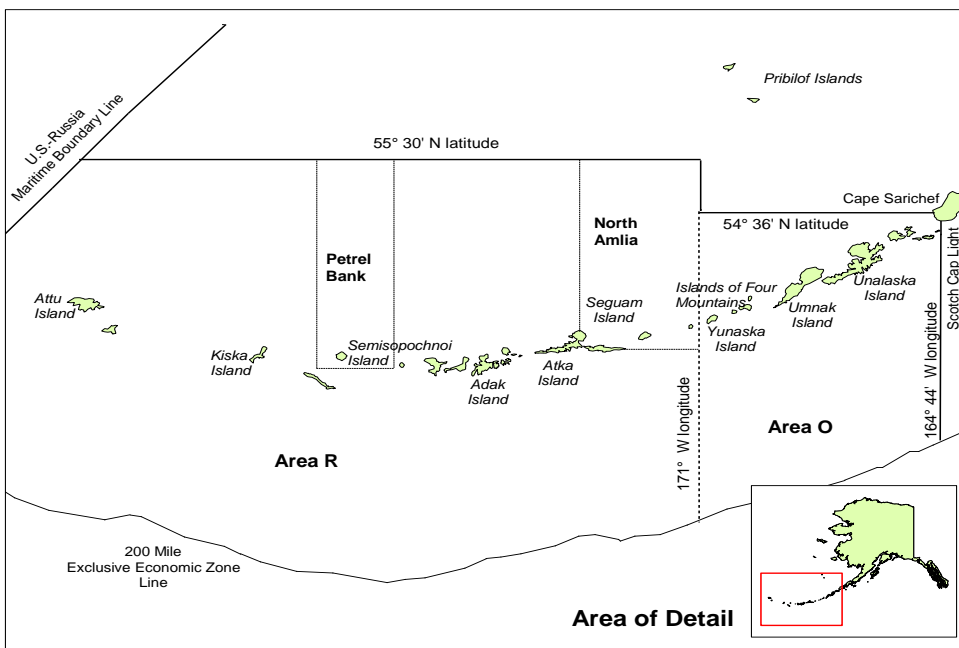 U.S.-Russia
Maritime Boundary Line
Pribilof Islands
55° 30' N latitude
Cape Sarichef
54° 36' N latitude
North
Amlia
Petrel
Bank
Scotch Cap Light
Attu
Island
Islands of Four
Mountains
Unalaska
Island
Umnak
Island
Seguam
Island
Yunaska
Island
Kiska
Island
Semisopochnoi
Island
Adak
Island
Atka
Island
164° 44' W longitude
171° W longitude
Area O
Area R
200 Mile
Exclusive Economic Zone
Line
Area of Detail